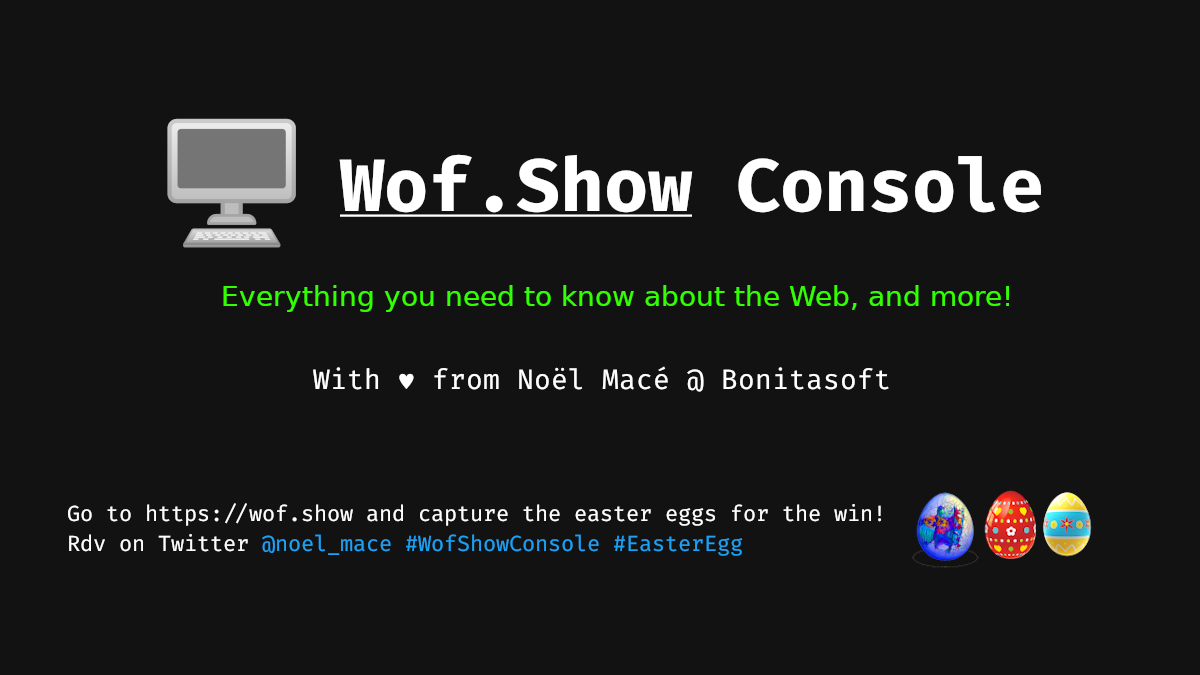 Wof.Show Console
Everything you need to know about the Web, and more!
With ♥ from Noël Macé @ Bonitasoft
Go to https://wof.show and capture the easter eggs for the win!
Rdv on Twitter @noel_mace #WofShowConsole #EasterEgg